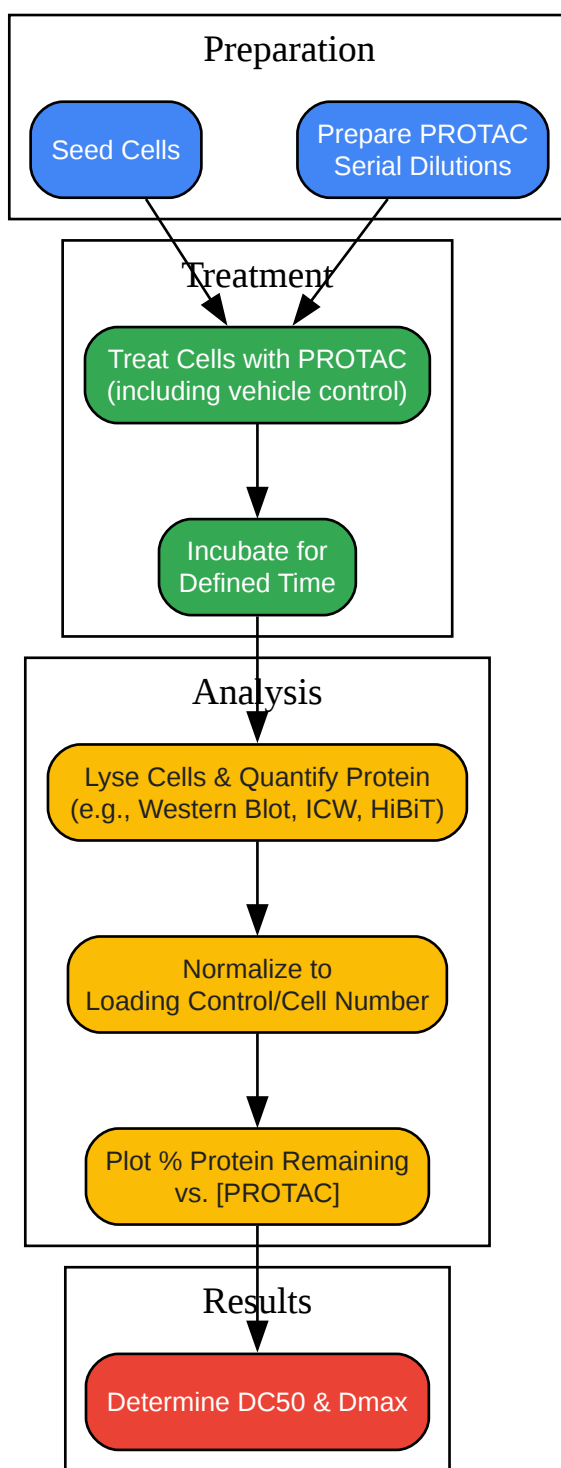 Preparation
Seed Cells
Prepare PROTAC
Serial Dilutions
Treatment
Treat Cells with PROTAC
(including vehicle control)
Incubate for
Defined Time
Analysis
Lyse Cells & Quantify Protein
(e.g., Western Blot, ICW, HiBiT)
Normalize to
Loading Control/Cell Number
Plot % Protein Remaining
vs. [PROTAC]
Results
Determine DC50 & Dmax